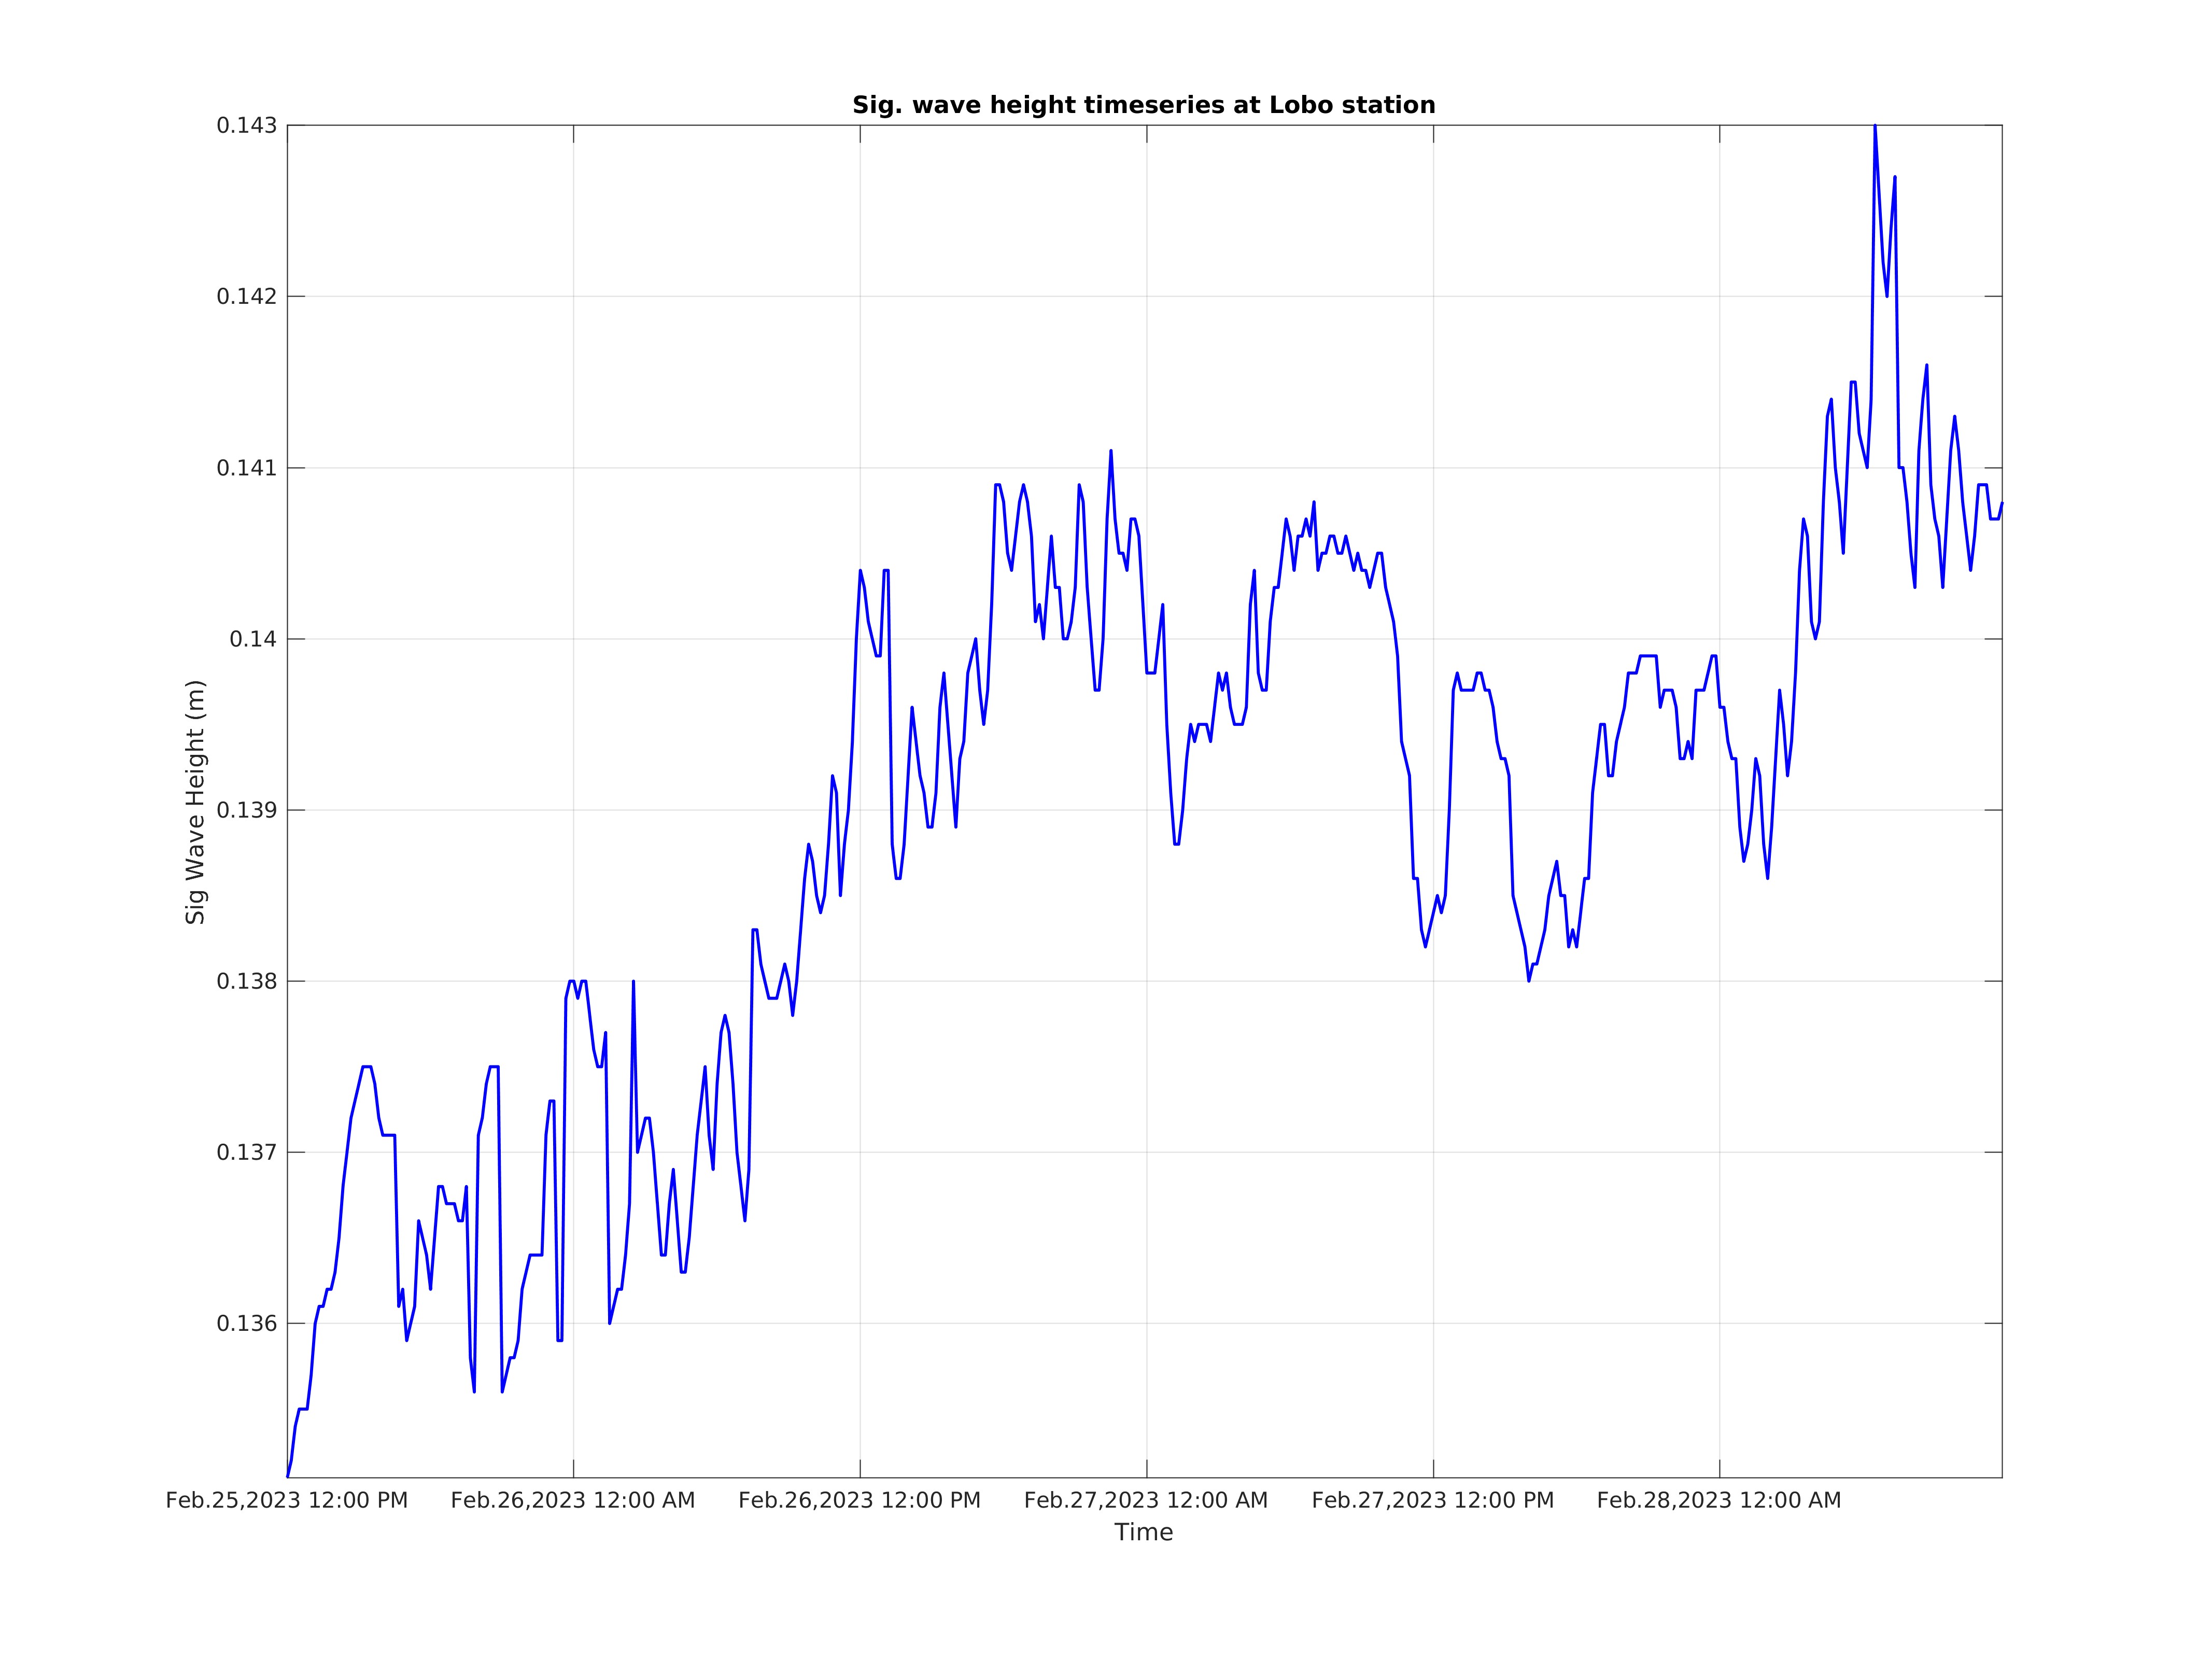 Sig. wave height timeseries at Lobo station
0.143
0.142
0.141
0.14
0.139
0.138
0.137
0.136
Sig Wave Height (m)
Feb.25,2023 12:00 PM Feb.26,2023 12:00 AM Feb.26,2023 12:00 PM Feb.27,2023 12:00 AM Feb.27,2023 12:00 PM Feb.28,2023 12:00 AM
Time